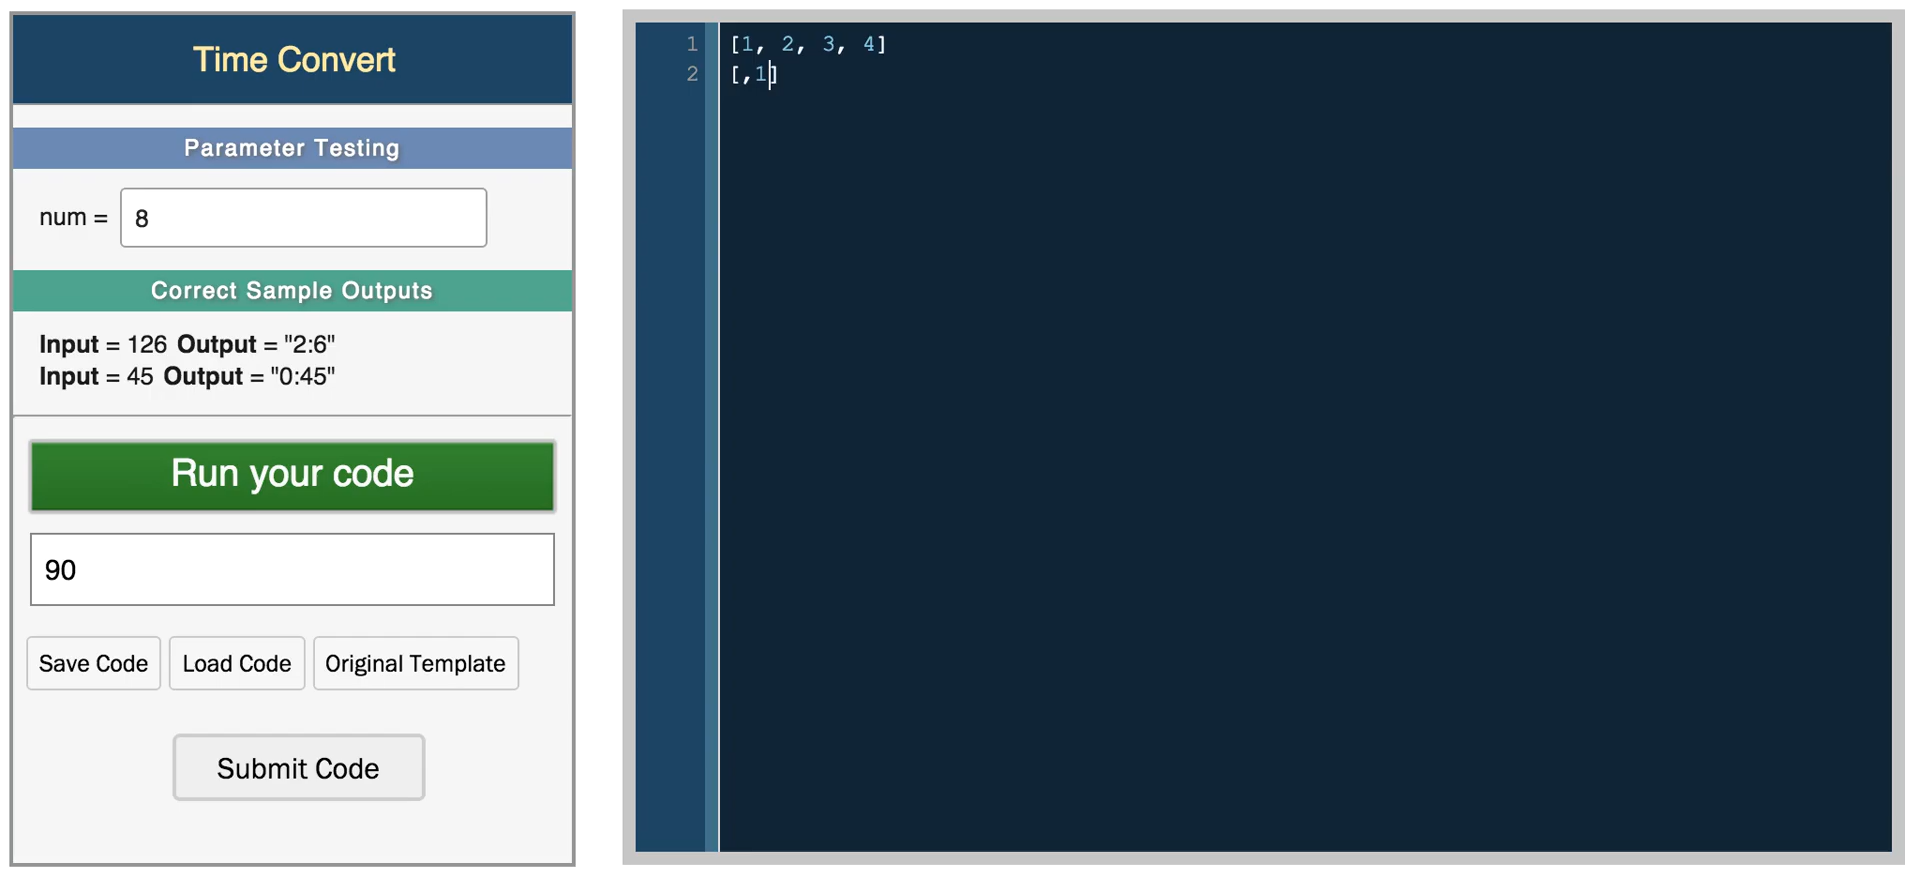 Time Convert
Parameter Testing
num = 8
Correct Sample Outputs
Input = 126 Output = "2:6"
Input = 45 Output = "0:45"
Run your code
90
Save Code Load Code Original Template
Submit Code
1 [1, 2, 3, 4]
2 [,1]